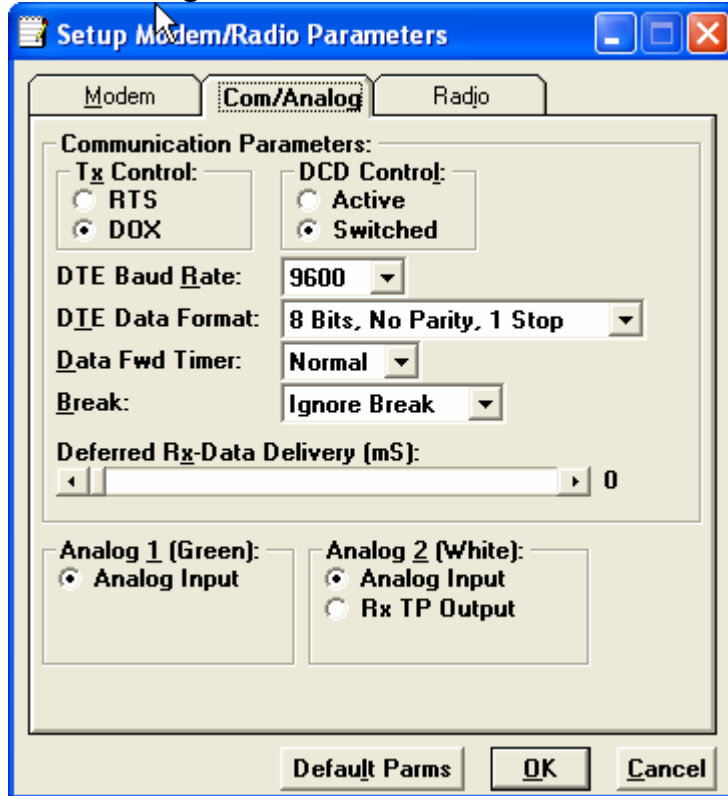 Setup Modem/Radio Parameters
Modem Com/Analog Radio
Communication Parameters:
Tx Control: DCD Control:
RTS Active
DOX Switched
DTE Baud Rate: 9600
DTE Data Format: 8 Bits, No Parity, 1 Stop
Data Fwd Timer: Normal
Break: Ignore Break
Deferred Rx-Data Delivery (mS):
0
Analog 1 (Green): Analog 2 (White):
Analog Input Analog Input
Rx TP Output
Default Parms OK Cancel